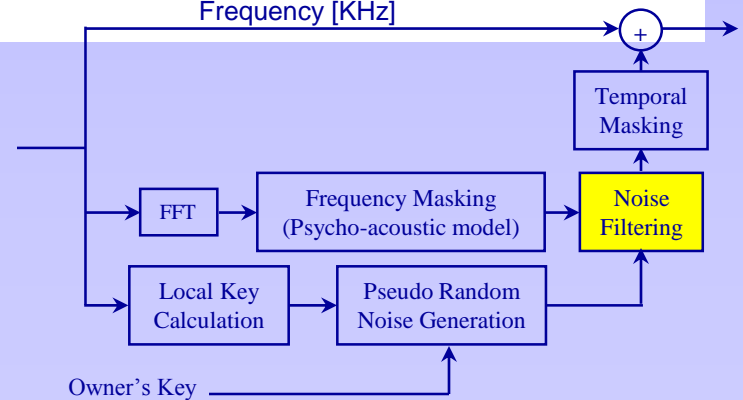 Frequency [KHz]
+
Temporal
Masking
FFT
Frequency Masking
(Psycho-acoustic model)
Noise
Filtering
Local Key
Calculation
Pseudo Random
Noise Generation
Owner's Key